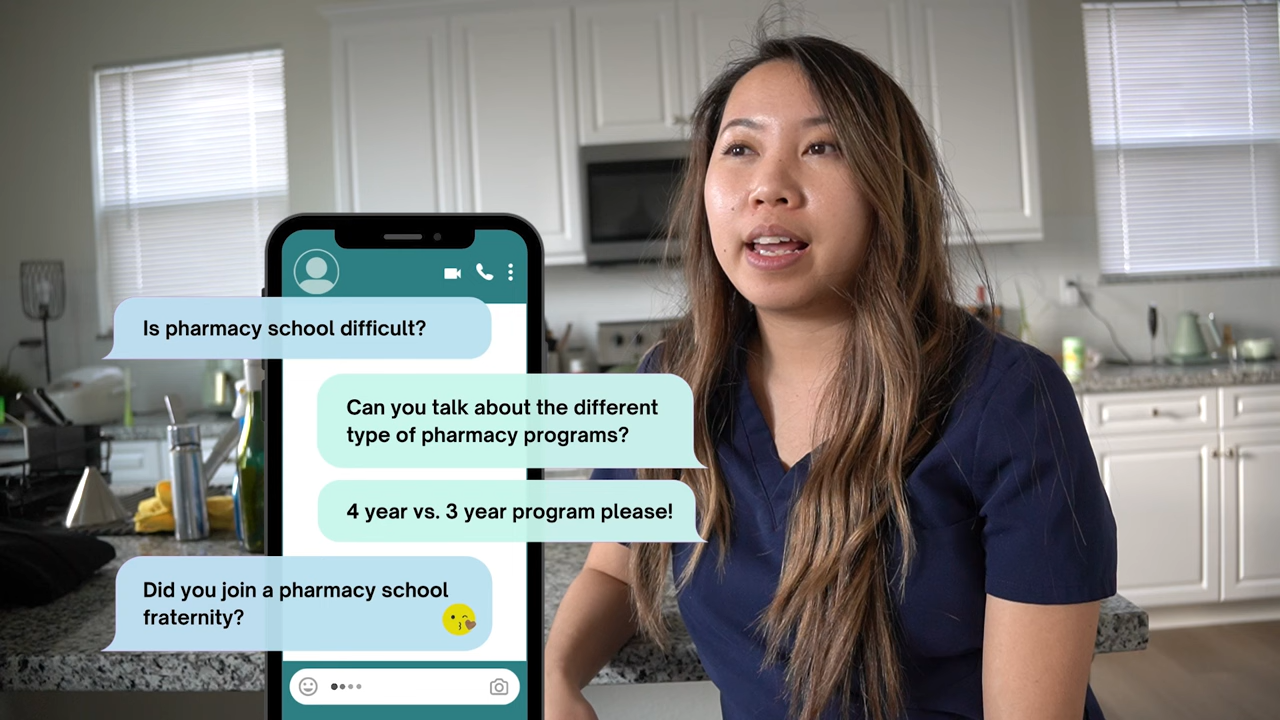 Is pharmacy school difficult?
Can you talk about the different
type of pharmacy programs?
4 year vs. 3 year program please!
Did you join a pharmacy school
fraternity?